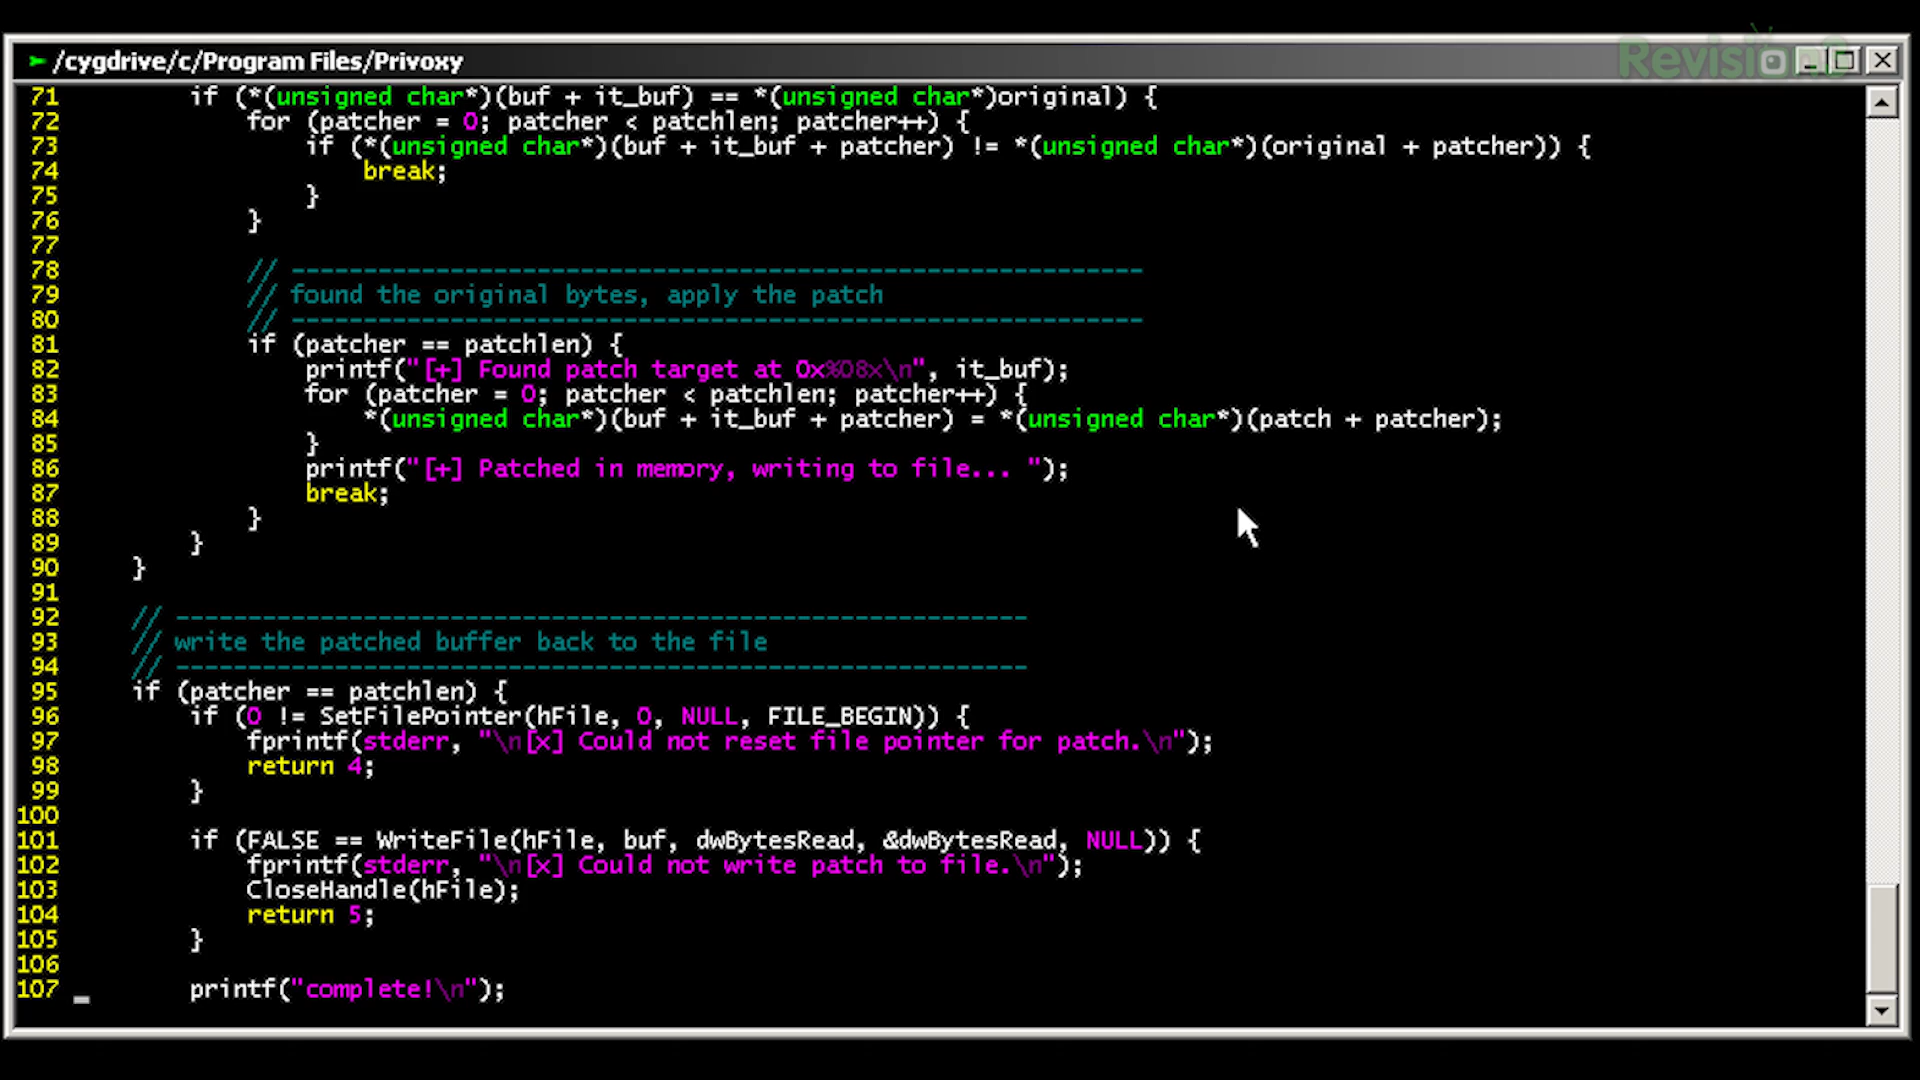 /cygdrive/c/Program Files/Privoxy
Revision3
71 if (*(unsigned char*)(buf + it_buf) == *(unsigned char*)original) {
72 for (patcher = 0; patcher < patchlen; patcher++) {
73 if (*(unsigned char*)(buf + it_buf + patcher) != *(unsigned char*)(original + patcher)) {
74 break;
75 }
76 }
77
78 // -----------------------------------------------------------
79 // found the original bytes, apply the patch
80 // -----------------------------------------------------------
81 if (patcher == patchlen) {
82 printf("[+] Found patch target at 0x%08x\n", it_buf);
83 for (patcher = 0; patcher < patchlen; patcher++) {
84 *(unsigned char*)(buf + it_buf + patcher) = *(unsigned char*)(patch + patcher);
85 }
86 printf("[+] Patched in memory, writing to file... ");
87 break;
88 }
89 }
90 }
91
92 // -----------------------------------------------------------
93 // write the patched buffer back to the file
94 // -----------------------------------------------------------
95 if (patcher == patchlen) {
96 if (0 != SetFilePointer(hFile, 0, NULL, FILE_BEGIN)) {
97 fprintf(stderr, "\n[x] Could not reset file pointer for patch.\n");
98 return 4;
99 }
100
101 if (FALSE == WriteFile(hFile, buf, dwBytesRead, &dwBytesRead, NULL)) {
102 fprintf(stderr, "\n[x] Could not write patch to file.\n");
103 CloseHandle(hFile);
104 return 5;
105 }
106
107 printf("complete!\n");